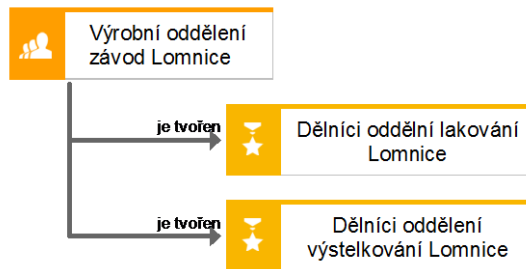 Výrobní oddělení
závod Lomnice
je tvořen
Dělníci oddělní lakování
Lomnice
je tvořen
Dělníci oddělení
výstelkování Lomnice